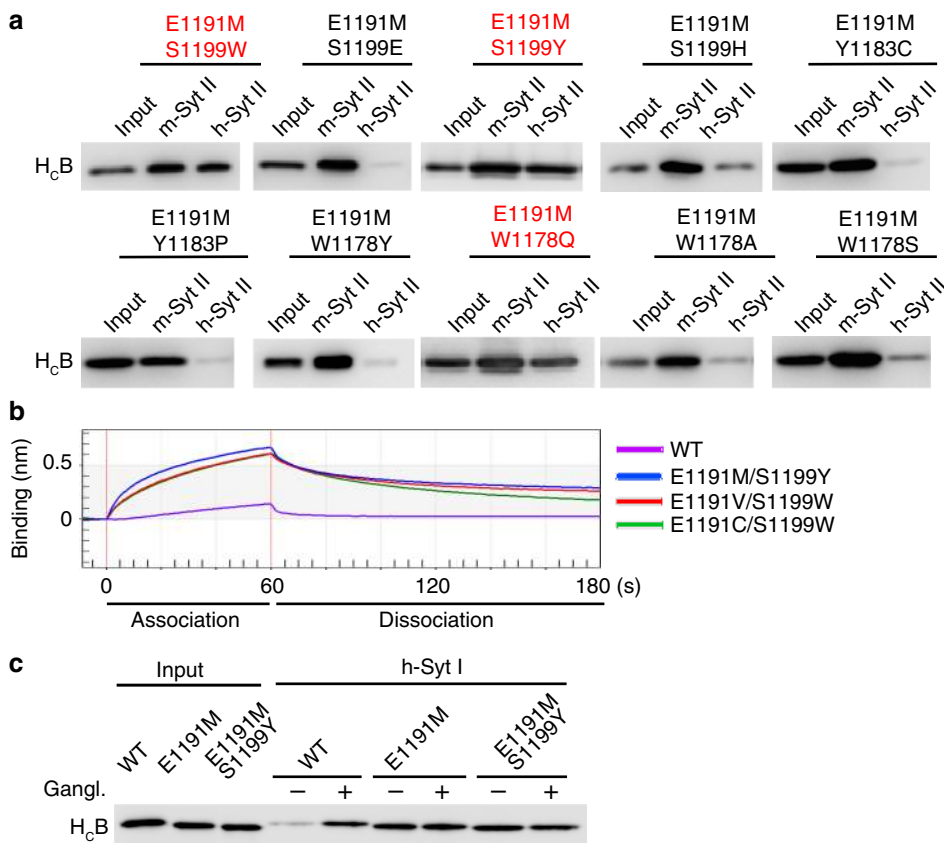 a
E1191M E1191M E1191M E1191M E1191M
S1199W S1199E S1199Y S1199H Y1183C
Input m-Syt II h-Syt II Input m-Syt II h-Syt II Input m-Syt II h-Syt II Input m-Syt II h-Syt II Input m-Syt II h-Syt II
HCB
E1191M E1191M E1191M E1191M E1191M
Y1183P W1178Y W1178Q W1178A W1178S
Input m-Syt II h-Syt II Input m-Syt II h-Syt II Input m-Syt II h-Syt II Input m-Syt II h-Syt II Input m-Syt II h-Syt II
HCB
b
Binding (nm)
0.5
0
WT
E1191M/S1199Y
E1191V/S1199W
E1191C/S1199W
0 60 120 180 (s)
Association Dissociation
c
Input h-Syt I
WT E1191M E1191M S1199Y WT E1191M E1191M S1199Y
Gangl. − + − + − +
HCB